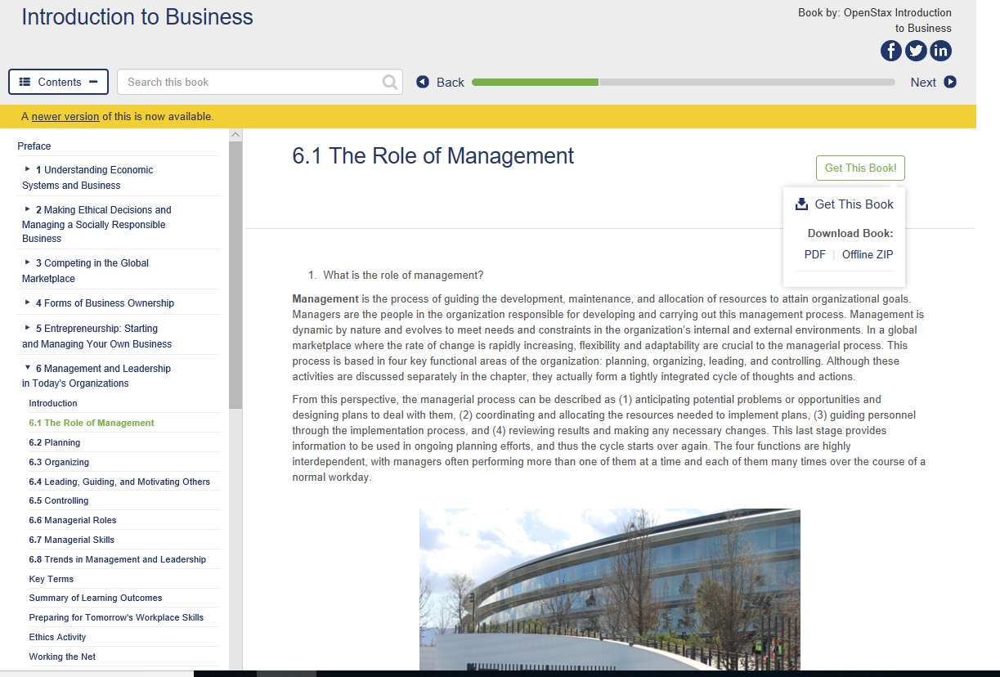 Introduction to Business
Book by: OpenStax Introduction
to Business
Contents
Search this book
Back
Next
A newer version of this is now available.
Preface
1 Understanding Economic
Systems and Business
2 Making Ethical Decisions and
Managing a Socially Responsible
Business
3 Competing in the Global
Marketplace
4 Forms of Business Ownership
5 Entrepreneurship: Starting
and Managing Your Own Business
6 Management and Leadership
in Today's Organizations
Introduction
6.1 The Role of Management
6.2 Planning
6.3 Organizing
6.4 Leading, Guiding, and Motivating Others
6.5 Controlling
6.6 Managerial Roles
6.7 Managerial Skills
6.8 Trends in Management and Leadership
Key Terms
Summary of Learning Outcomes
Preparing for Tomorrow's Workplace Skills
Ethics Activity
Working the Net
6.1 The Role of Management
Get This Book!
Get This Book
Download Book:
PDF | Offline ZIP
1. What is the role of management?
Management is the process of guiding the development, maintenance, and allocation of resources to attain organizational goals.
Managers are the people in the organization responsible for developing and carrying out this management process. Management is
dynamic by nature and evolves to meet needs and constraints in the organization's internal and external environments. In a global
marketplace where the rate of change is rapidly increasing, flexibility and adaptability are crucial to the managerial process. This
process is based in four key functional areas of the organization: planning, organizing, leading, and controlling. Although these
activities are discussed separately in the chapter, they actually form a tightly integrated cycle of thoughts and actions.
From this perspective, the managerial process can be described as (1) anticipating potential problems or opportunities and
designing plans to deal with them, (2) coordinating and allocating the resources needed to implement plans, (3) guiding personnel
through the implementation process, and (4) reviewing results and making any necessary changes. This last stage provides
information to be used in ongoing planning efforts, and thus the cycle starts over again. The four functions are highly
interdependent, with managers often performing more than one of them at a time and each of them many times over the course of a
normal workday.